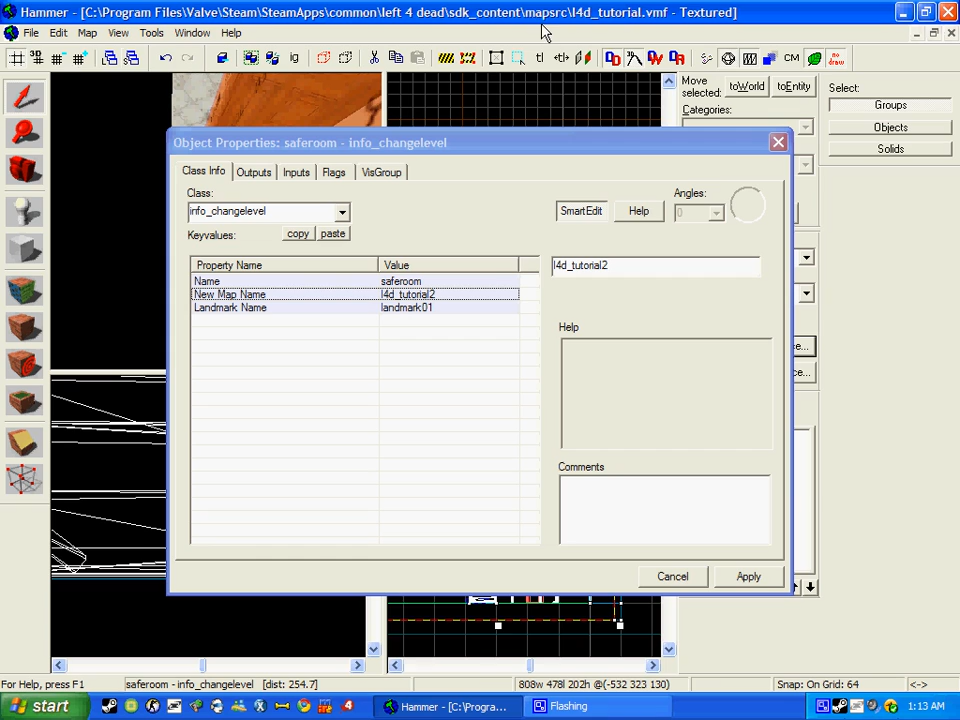 Hammer - [C:\Program Files\Valve\Steam\SteamApps\common\left 4 dead\sdk_content\mapsrc\l4d_tutorial.vmf - Textured]
File Edit Map View Tools Window Help
CM
Move selected:
toWorld
toEntity
Categories:
Select:
Groups
Objects
Solids
Object Properties: saferoom - info_changelevel
Class Info Outputs Inputs Flags VisGroup
Class:
info_changelevel
Keyvalues: copy paste
SmartEdit Help
Angles:
0
Property Name Value
Name saferoom
New Map Name l4d_tutorial2
Landmark Name landmark01
l4d_tutorial2
Help
Comments
Cancel Apply
For Help, press F1
saferoom - info_changelevel [dist: 254.7]
808w 478l 202h @(-532 323 130)
Snap: On Grid: 64
<->
start
Hammer - [C:\Progra...
Flashing
1:13 AM